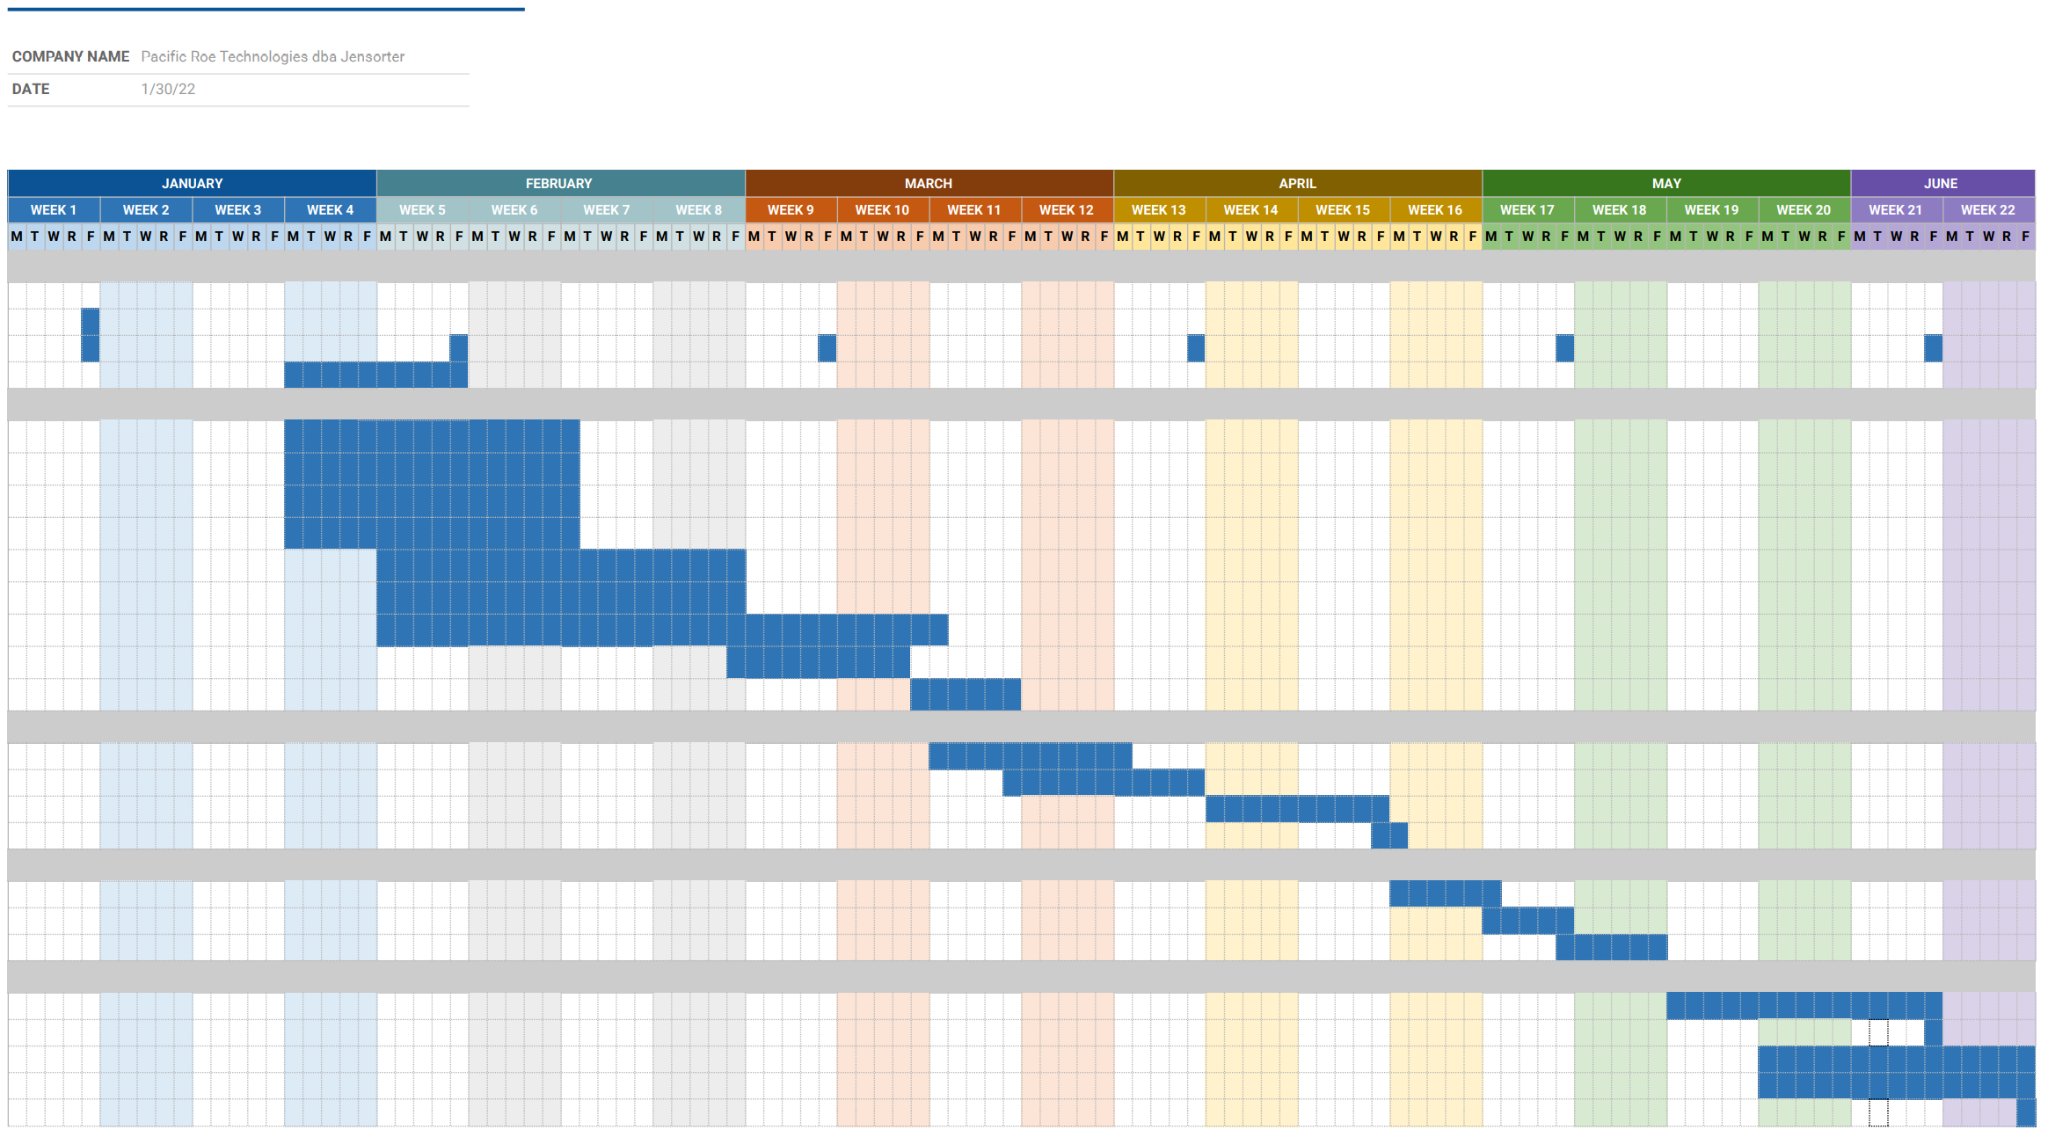 COMPANY NAME Pacific Roe Technologies dba Jensorter
DATE 1/30/22
JANUARY FEBRUARY MARCH APRIL MAY JUNE
WEEK 1 WEEK 2 WEEK 3 WEEK 4 WEEK 5 WEEK 6 WEEK 7 WEEK 8 WEEK 9 WEEK 10 WEEK 11 WEEK 12 WEEK 13 WEEK 14 WEEK 15 WEEK 16 WEEK 17 WEEK 18 WEEK 19 WEEK 20 WEEK 21 WEEK 22
M T W R F M T W R F M T W R F M T W R F M T W R F M T W R F M T W R F M T W R F M T W R F M T W R F M T W R F M T W R F M T W R F M T W R F M T W R F M T W R F M T W R F M T W R F M T W R F M T W R F M T W R F M T W R F